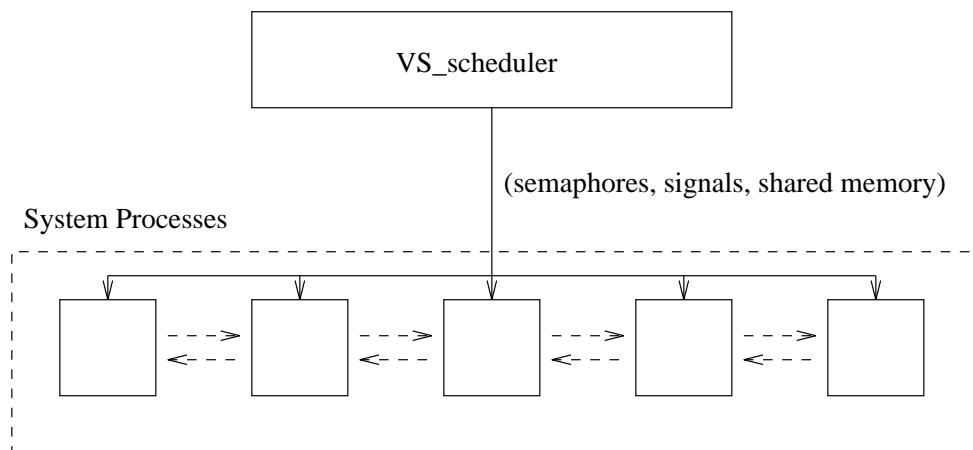 VS_scheduler
(semaphores, signals, shared memory)
System Processes